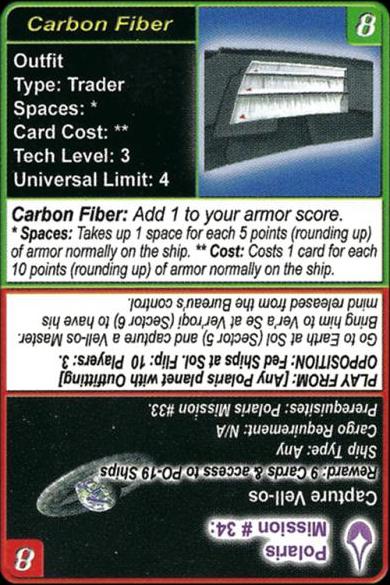 Carbon Fiber
8
Outfit
Type: Trader
Spaces: *
Card Cost: **
Tech Level: 3
Universal Limit: 4
Carbon Fiber: Add 1 to your armor score.
* Spaces: Takes up 1 space for each 5 points (rounding up)
of armor normally on the ship. ** Cost: Costs 1 card for each
10 points (rounding up) of armor normally on the ship.
8
Polaris
Mission # 34:
Capture Vell-os
Reward: 9 Cards & access to PO-19 Ships
Ship Type: Any
Cargo Requirement: N/A
Prerequisites: Polaris Mission #33.
PLAY FROM: [Any Polaris planet with Outfitting]
OPPOSITION: Fed Ships at Sol. Flip: 10 Players: 3.
Go to Earth at Sol (Sector 5) and capture a Vell-os. Master.
Bring him to Ver'a Se at Ver'rqi (Sector 6) to have his
mind released from the Bureau's control.